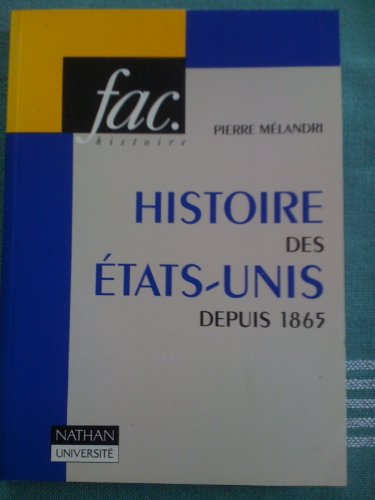 fac.
histoire
PIERRE MÉLANDRI
HISTOIRE
DES
ÉTATS-UNIS
DEPUIS 1865
NATHAN
UNIVERSITÉ